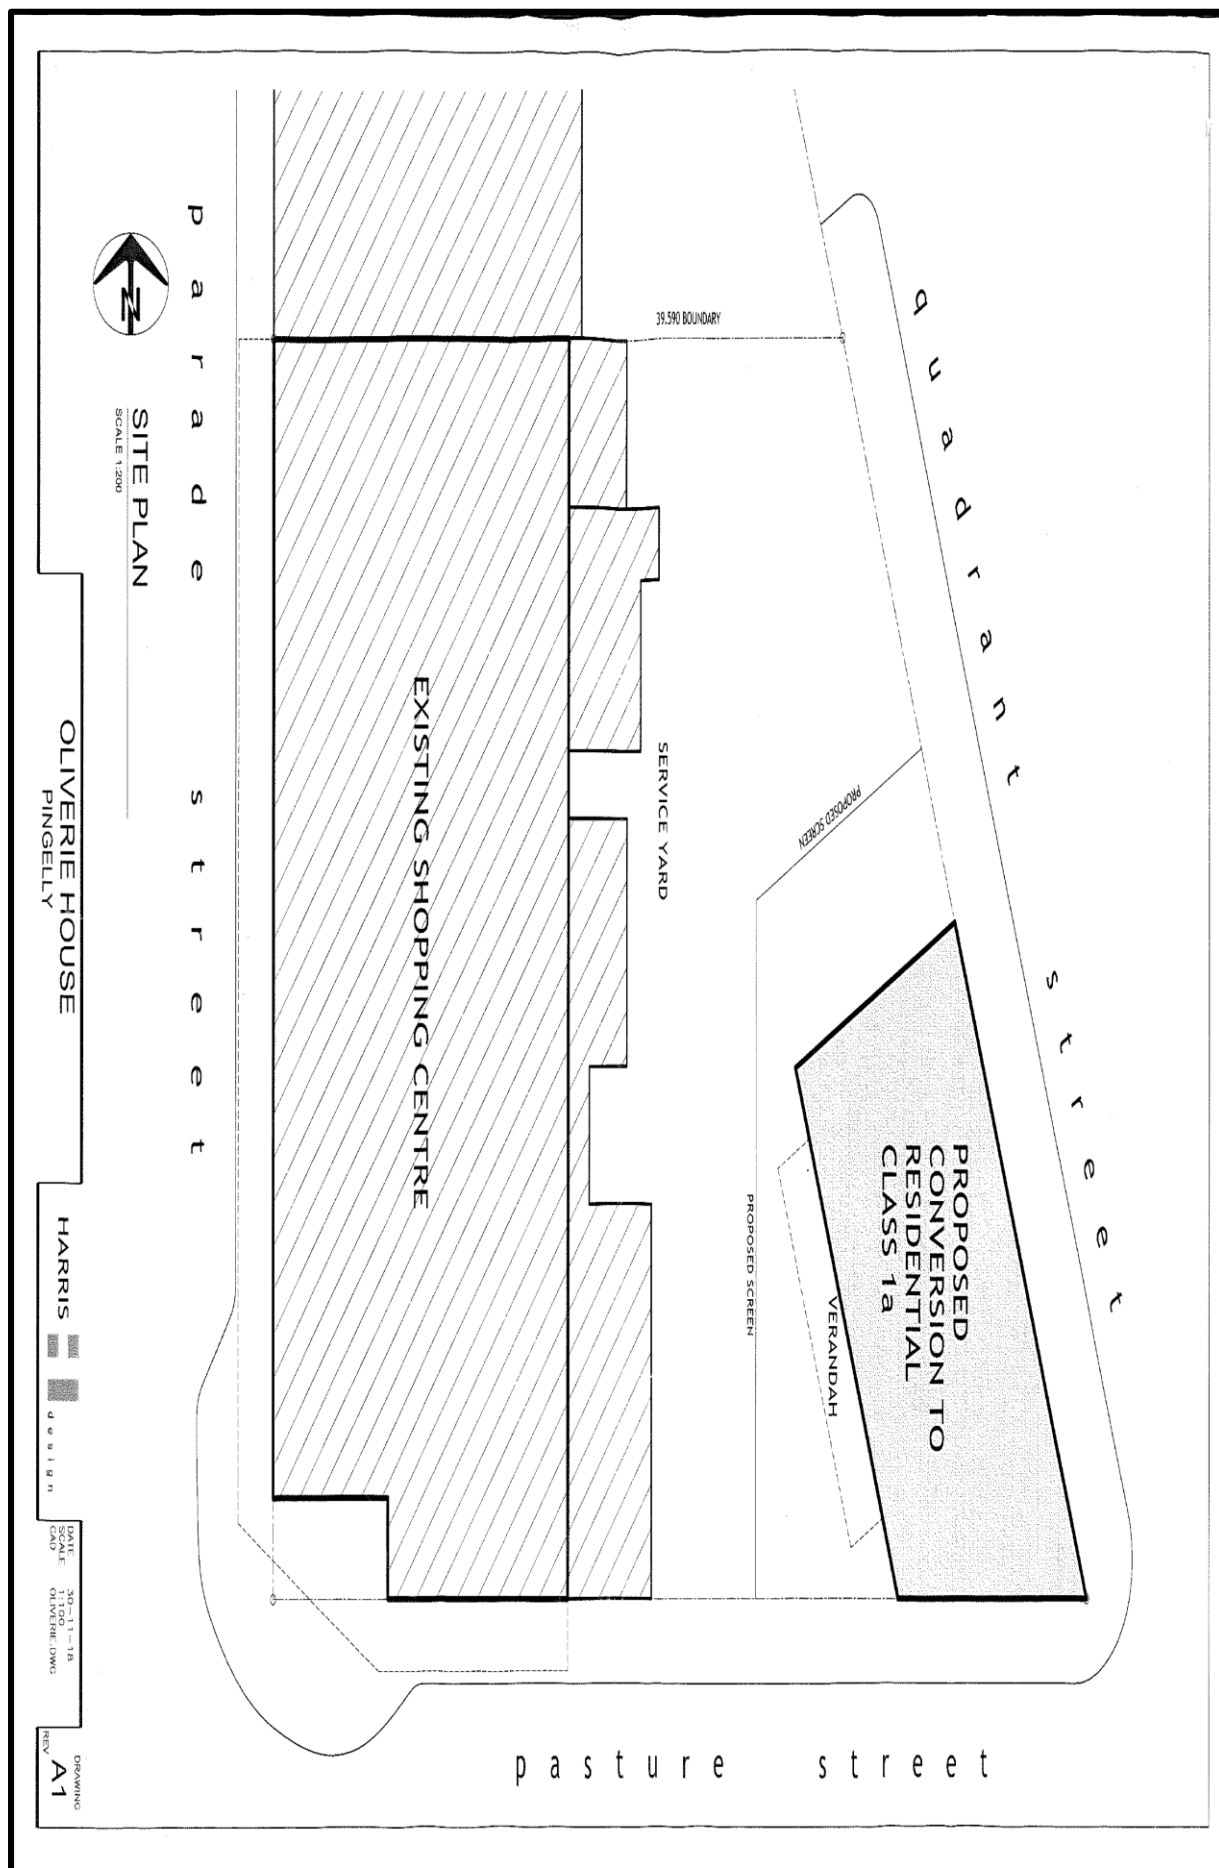 parade street
quadrant street
pasture street
39.590 BOUNDARY
PROPOSED SCREEN
SERVICE YARD
EXISTING SHOPPING CENTRE
PROPOSED
CONVERSION TO
RESIDENTIAL
CLASS 1a
VERANDAH
PROPOSED SCREEN
N
SITE PLAN
SCALE 1:200
OLIVERIE HOUSE
PINGELLY
HARRIS
design
DATE 30-11-18
SCALE 1:100
CAD OLIVERIE.DWG
DRAWING
A1
REV